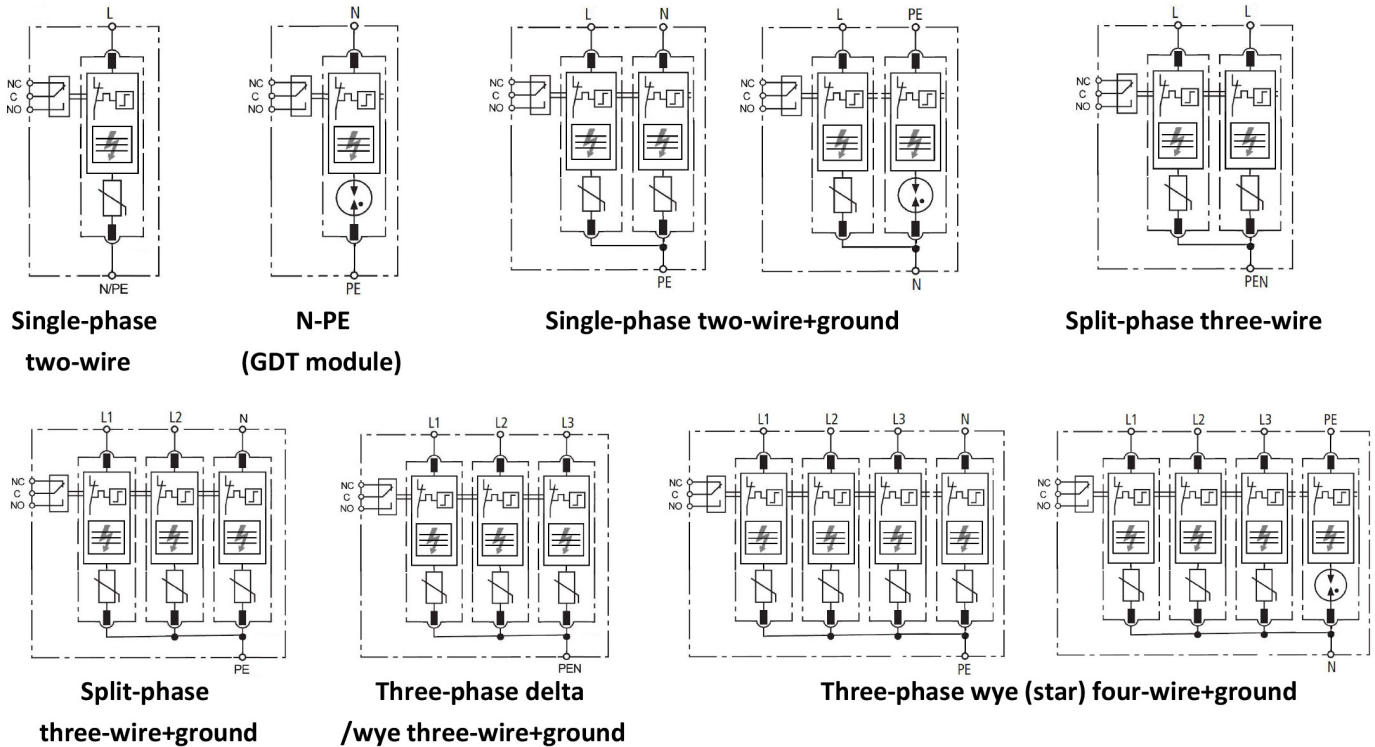 L
NC
C
NO
N/PE
Single-phase
two-wire
N
NC
C
NO
PE
N-PE
(GDT module)
L N
NC
C
NO
PE
L PE
NC
C
NO
N
Single-phase two-wire+ground
L L
NC
C
NO
PEN
Split-phase three-wire
L1 L2 N
NC
C
NO
PE
Split-phase
three-wire+ground
L1 L2 L3
NC
C
NO
PEN
Three-phase delta
/wye three-wire+ground
L1 L2 L3 N
NC
C
NO
PE
L1 L2 L3 PE
NC
C
NO
N
Three-phase wye (star) four-wire+ground